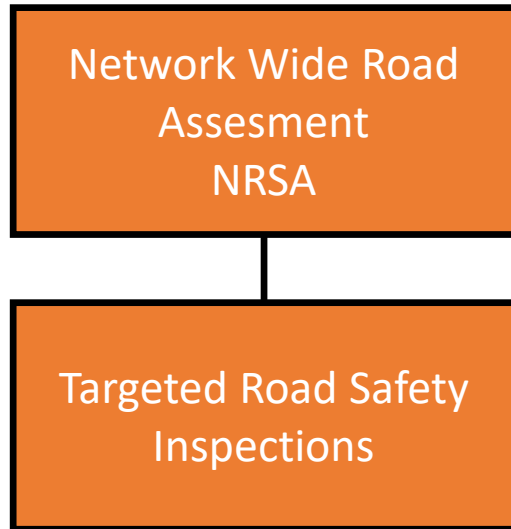 Network Wide Road
Assesment
NRSA
Targeted Road Safety
Inspections